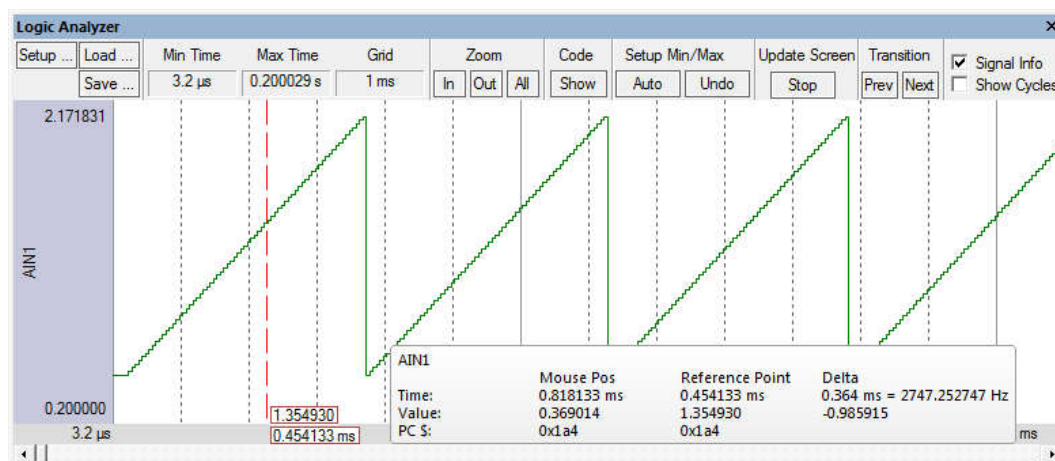 Logic Analyzer
Setup ... Load ... Min Time Max Time Grid Zoom Code Setup Min/Max Update Screen Transition Signal Info
Save ... 3.2 µs 0.200029 s 1 ms In Out All Show Auto Undo Stop Prev Next Show Cycles
2.171831
AIN1
0.200000
1.354930
3.2 µs 0.454133 ms ms
AIN1
Mouse Pos Reference Point Delta
Time: 0.818133 ms 0.454133 ms 0.364 ms = 2747.252747 Hz
Value: 0.369014 1.354930 -0.985915
PC $: 0x1a4 0x1a4